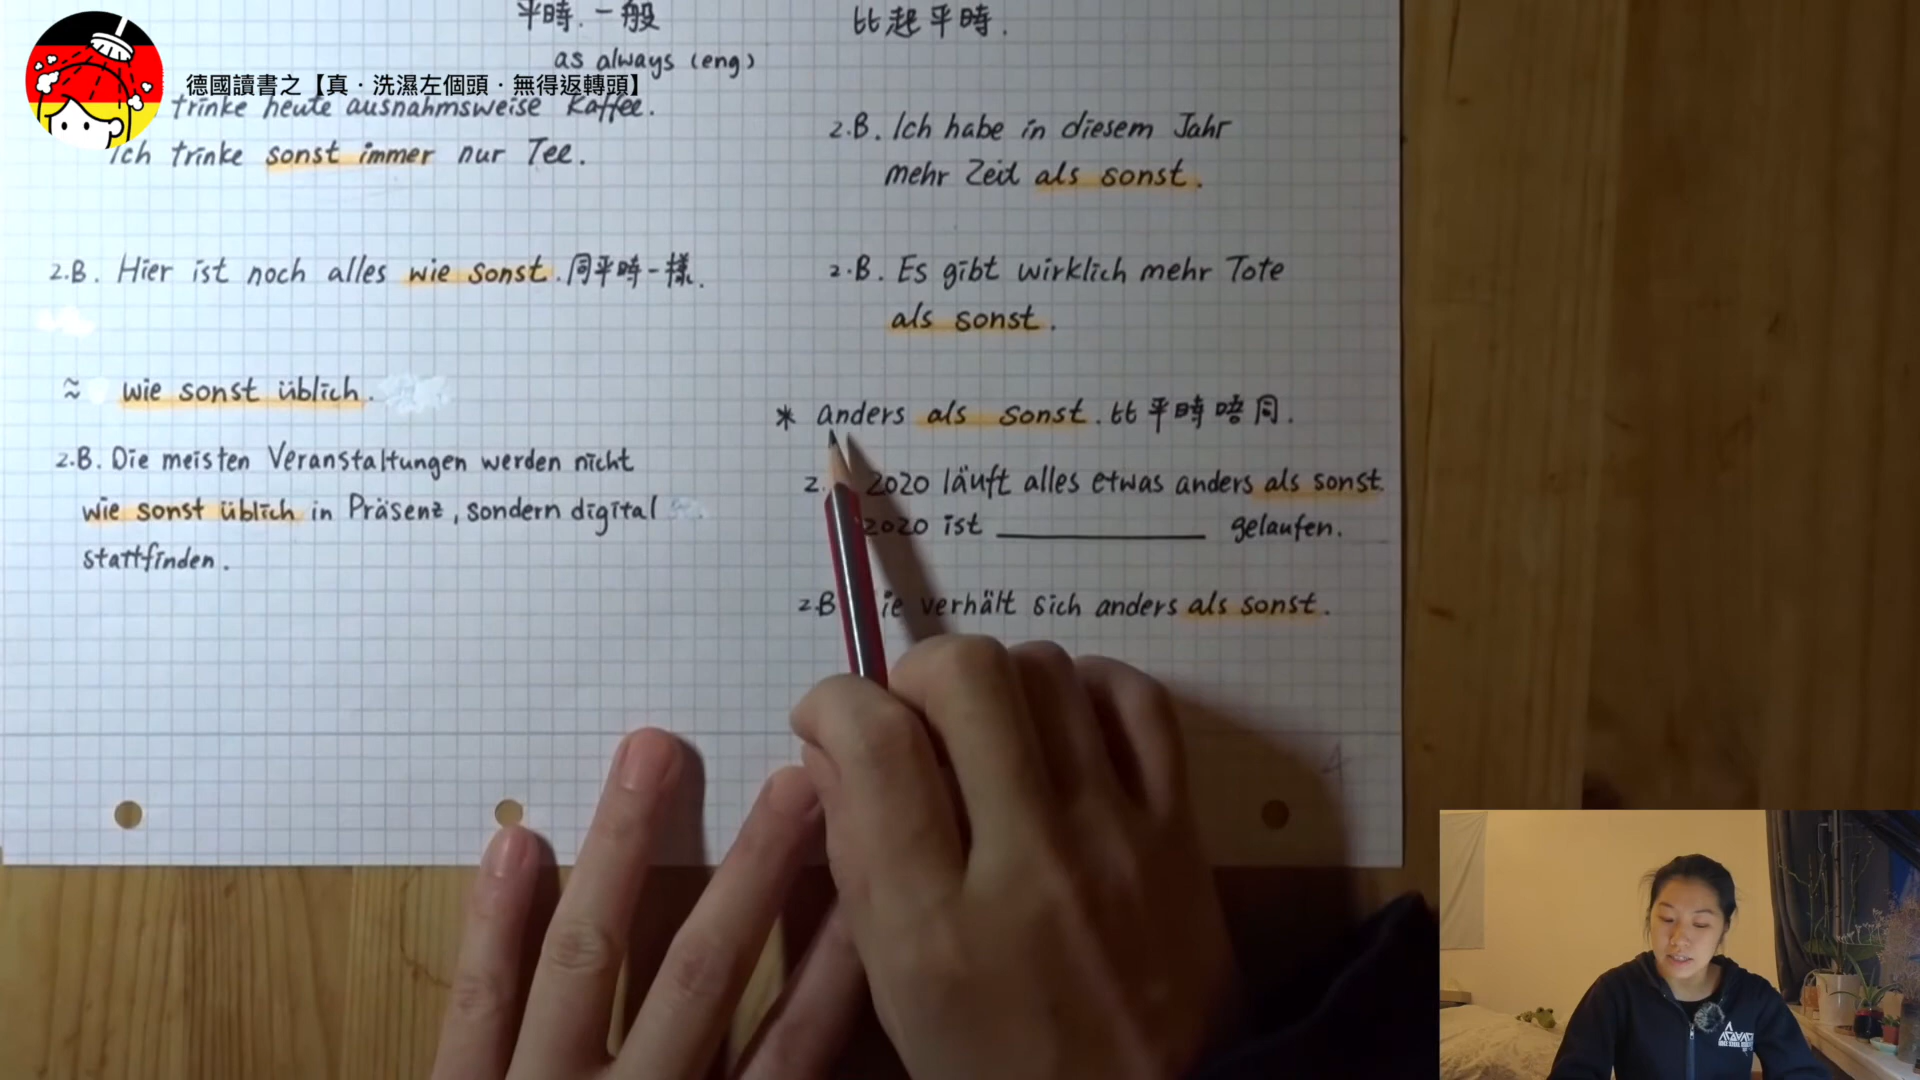 德國讀書之【真．洗濕左個頭．無得返轉頭】
平時．一般
as always (eng)
trinke heute ausnahmsweise Kaffee.
Ich trinke sonst immer nur Tee.
z.B. Hier ist noch alles wie sonst. 同平時一樣.
≈ wie sonst üblich.
z.B. Die meisten Veranstaltungen werden nicht
wie sonst üblich in Präsenz, sondern digital
stattfinden.
比起平時.
z.B. Ich habe in diesem Jahr
mehr Zeit als sonst.
z.B. Es gibt wirklich mehr Tote
als sonst.
* anders als sonst. 比平時唔同.
z. 2020 läuft alles etwas anders als sonst.
2020 ist __________ gelaufen.
z.B verhält sich anders als sonst.